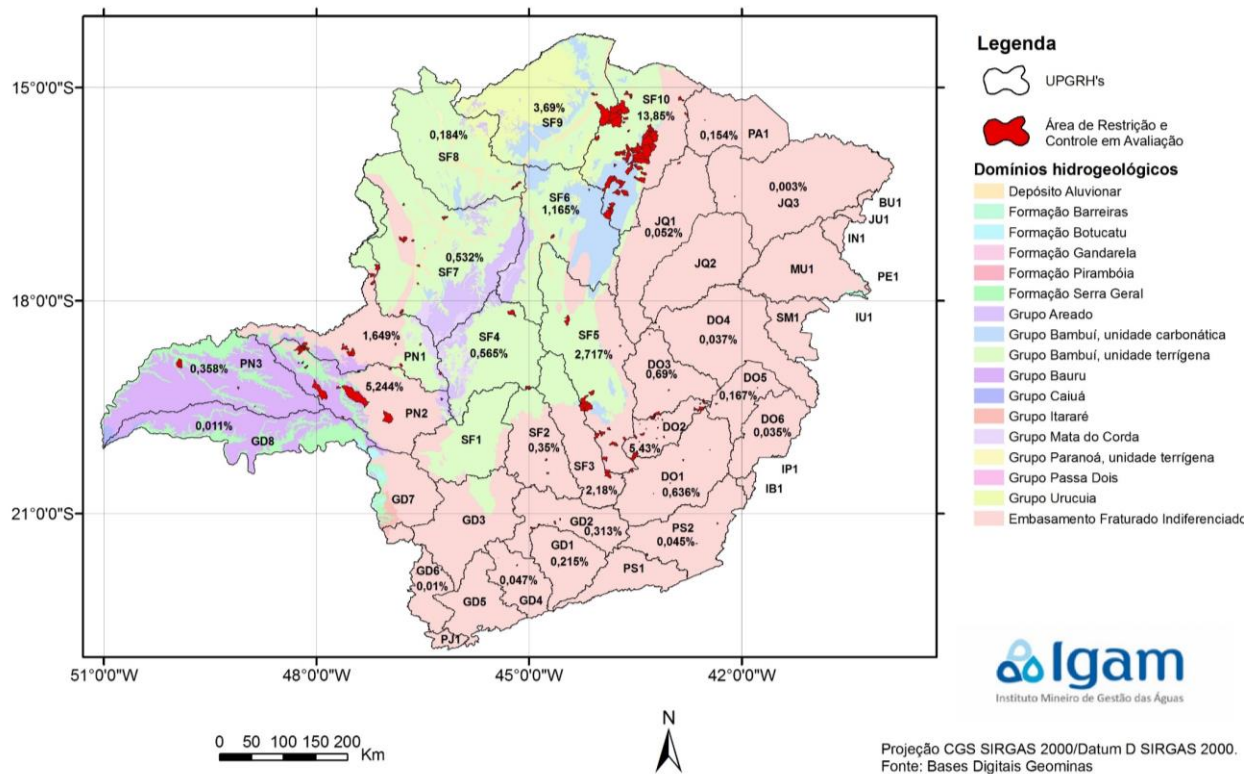 15°0'0"S
18°0'0"S
21°0'0"S
51°0'0"W
48°0'0"W
45°0'0"W
42°0'0"W
3,69%
SF9
SF10
13,85%
0,184%
SF8
0,154%
PA1
SF6
1,165%
0,003%
JQ3
BU1
JU1
JQ1
0,052%
IN1
0,532%
SF7
JQ2
MU1
PE1
IU1
SM1
DO4
0,037%
1,649%
PN1
SF4
0,565%
SF5
2,717%
0,358%
PN3
DO3
0,69%
DO5
0,167%
5,244%
PN2
DO6
0,035%
0,011%
GD8
SF1
SF2
0,35%
DO2
5,43%
SF3
2,18%
DO1
0,636%
IP1
IB1
GD7
GD3
GD2
0,313%
PS2
0,045%
GD1
0,215%
GD6
0,01%
0,047%
GD4
GD5
PS1
PJ1
Legenda
UPGRH's
Área de Restrição e
Controle em Avaliação
Domínios hidrogeológicos
Depósito Aluvionar
Formação Barreiras
Formação Botucatu
Formação Gandarela
Formação Pirambóia
Formação Serra Geral
Grupo Areado
Grupo Bambuí, unidade carbonática
Grupo Bambuí, unidade terrígena
Grupo Bauru
Grupo Caiuá
Grupo Itararé
Grupo Mata do Corda
Grupo Paranoá, unidade terrígena
Grupo Passa Dois
Grupo Urucuia
Embasamento Fraturado Indiferenciado
Igam
Instituto Mineiro de Gestão das Águas
0 50 100 150 200
Km
N
Projeção CGS SIRGAS 2000/Datum D SIRGAS 2000.
Fonte: Bases Digitais Geominas